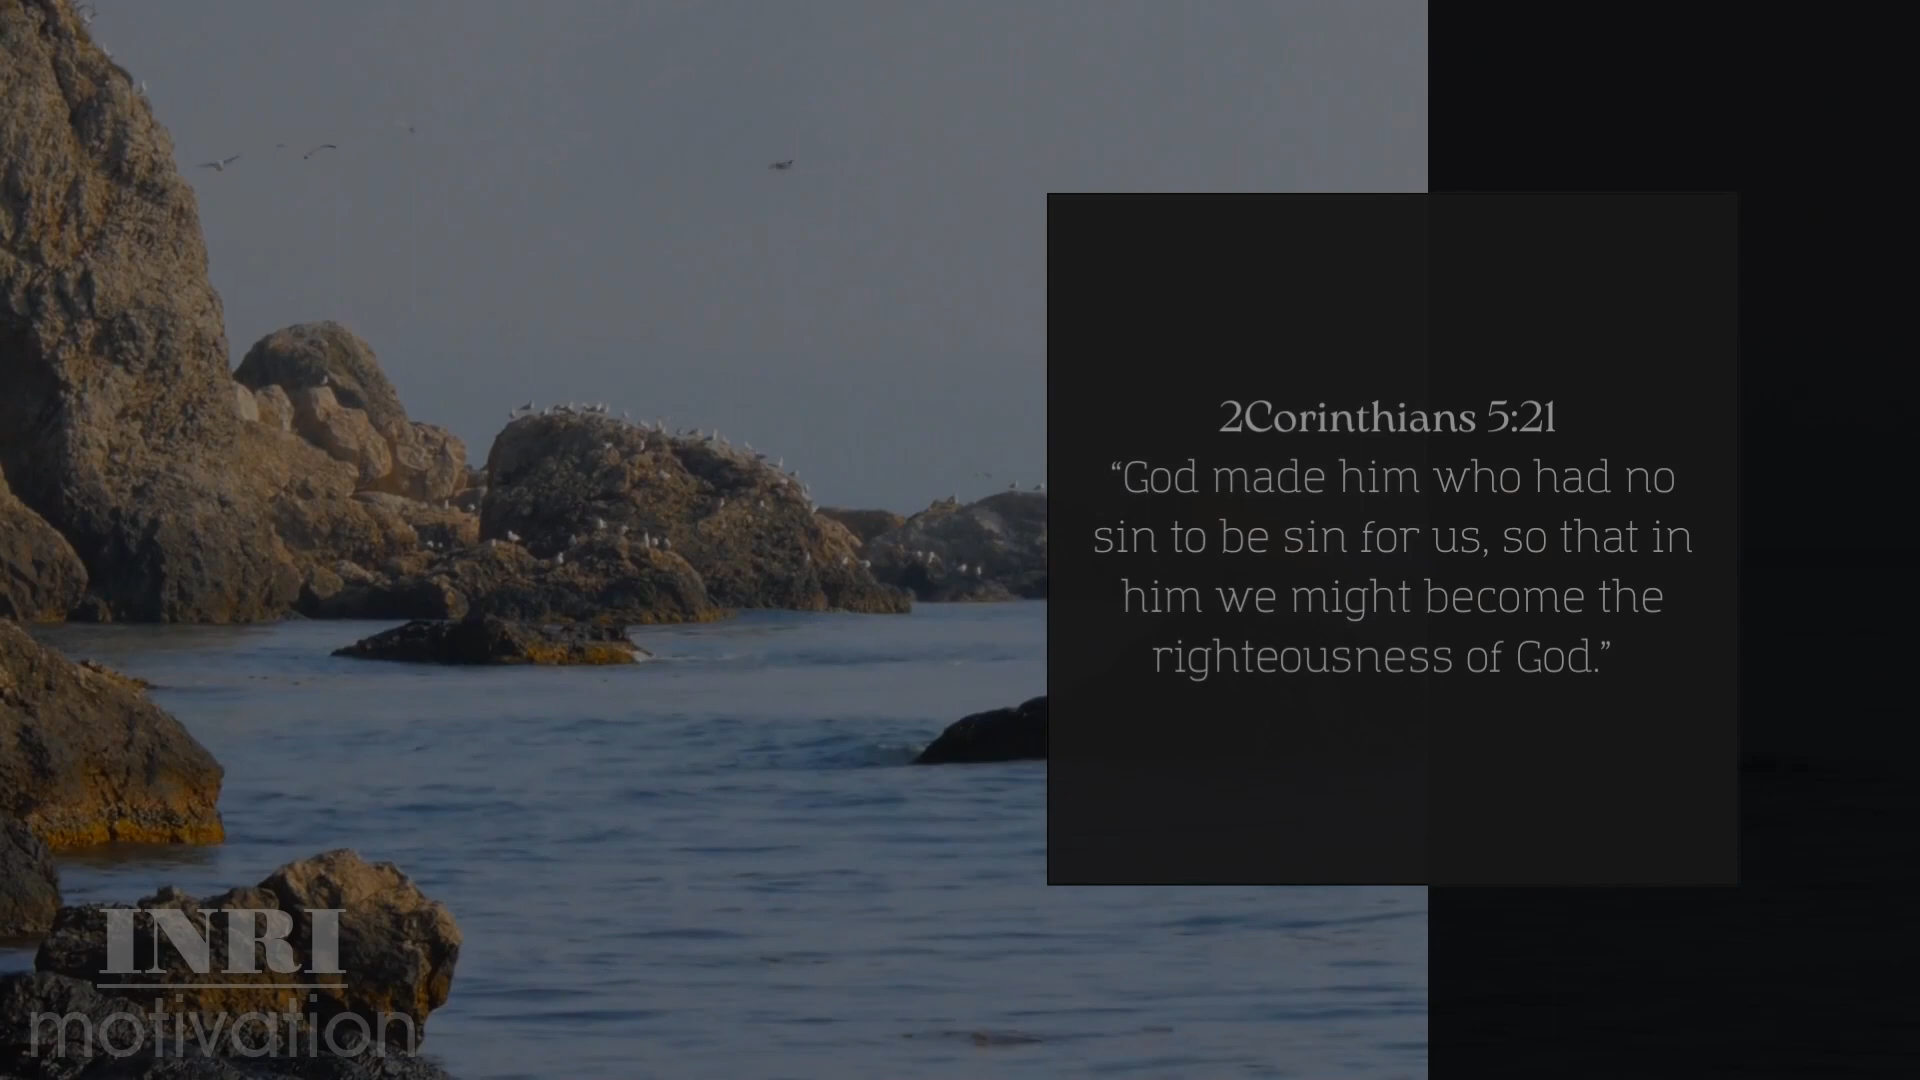 2Corinthians 5:21
“God made him who had no
sin to be sin for us, so that in
him we might become the
righteousness of God.”
INRI
motivation